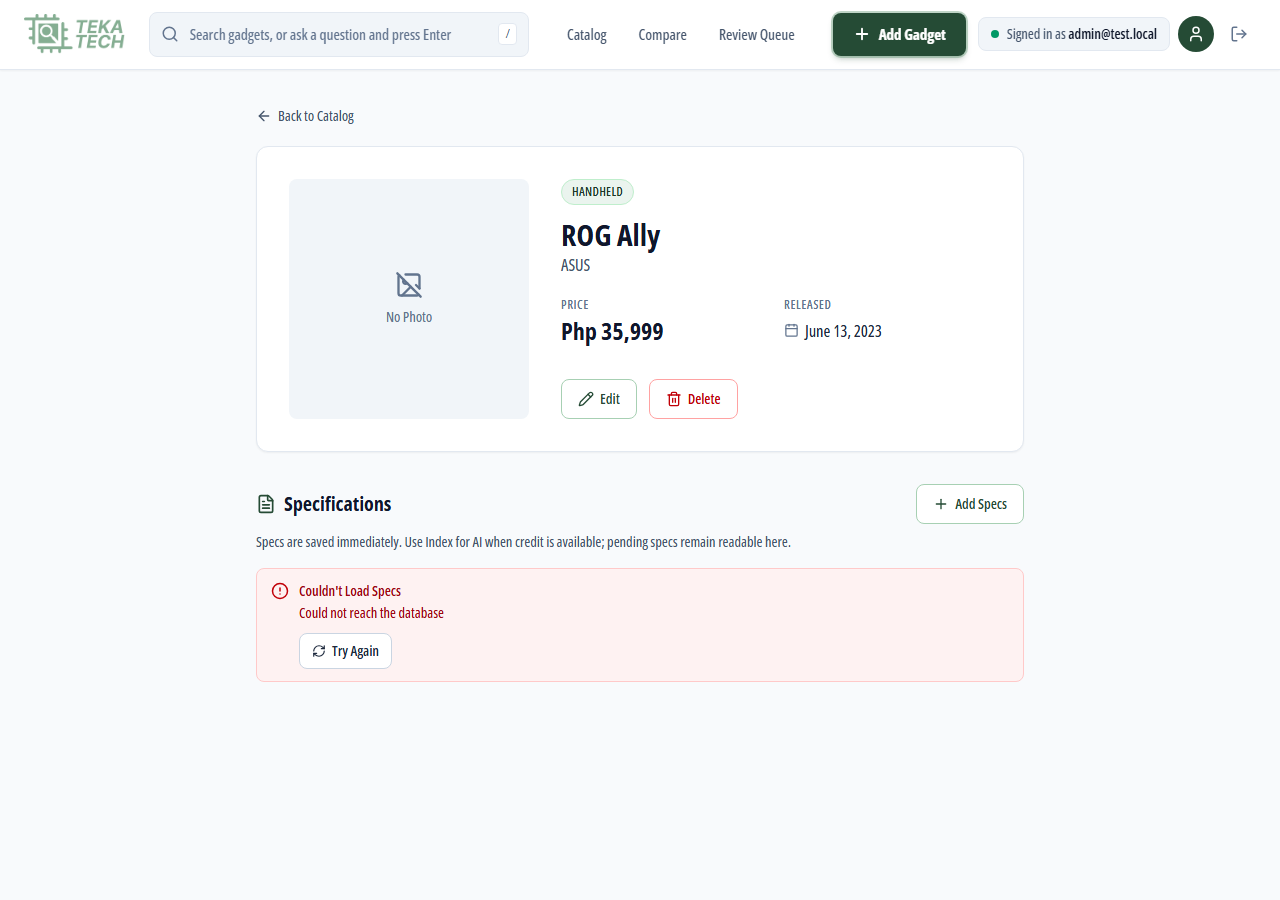 TEKA
TECH
Search gadgets, or ask a question and press Enter
/
Catalog
Compare
Review Queue
Add Gadget
Signed in as admin@test.local
Back to Catalog
No Photo
HANDHELD
ROG Ally
ASUS
PRICE
RELEASED
Php 35,999
June 13, 2023
Edit
Delete
Specifications
Add Specs
Specs are saved immediately. Use Index for AI when credit is available; pending specs remain readable here.
Couldn't Load Specs
Could not reach the database
Try Again